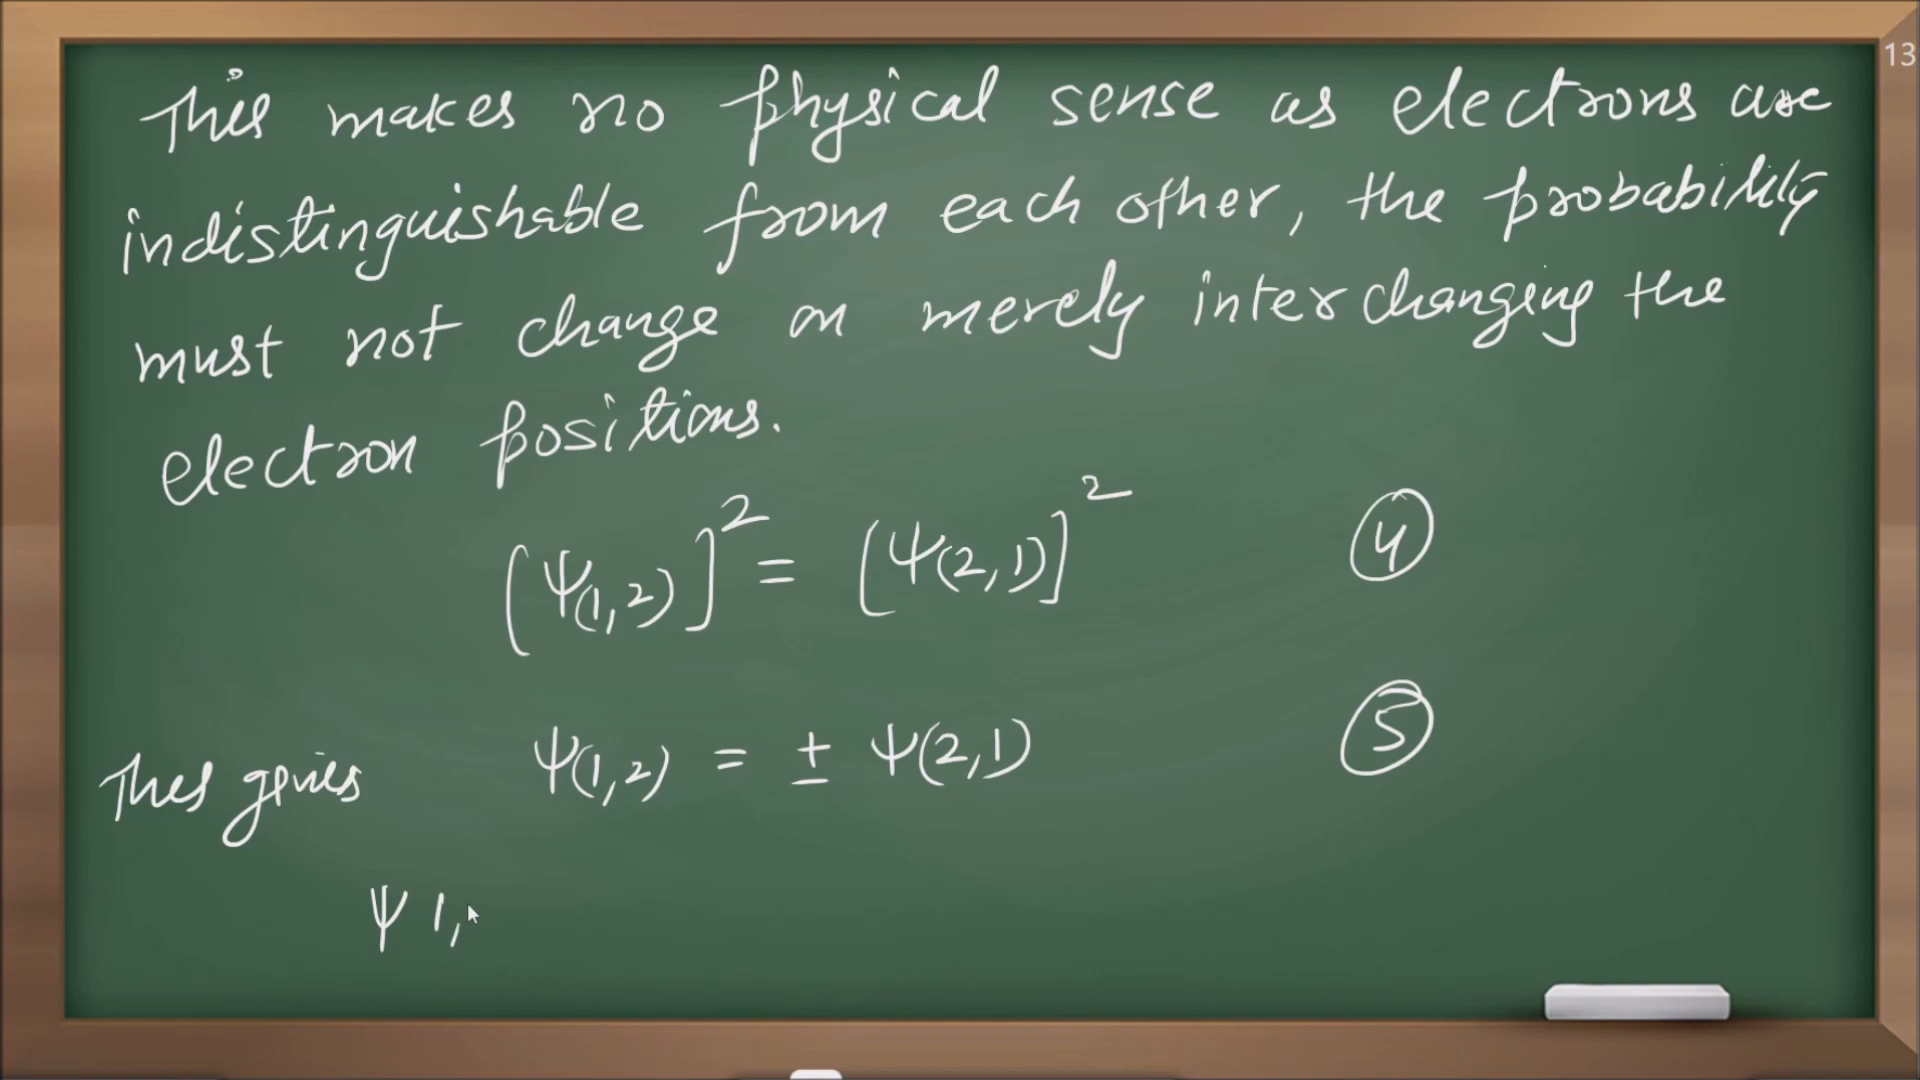 13
This makes no physical sense as electrons are
indistinguishable from each other, the probability
must not change on merely interchanging the
electron positions.
[Ψ(1,2)]² = [Ψ(2,1)]² ④
This gives Ψ(1,2) = ± Ψ(2,1) ⑤
Ψ 1,